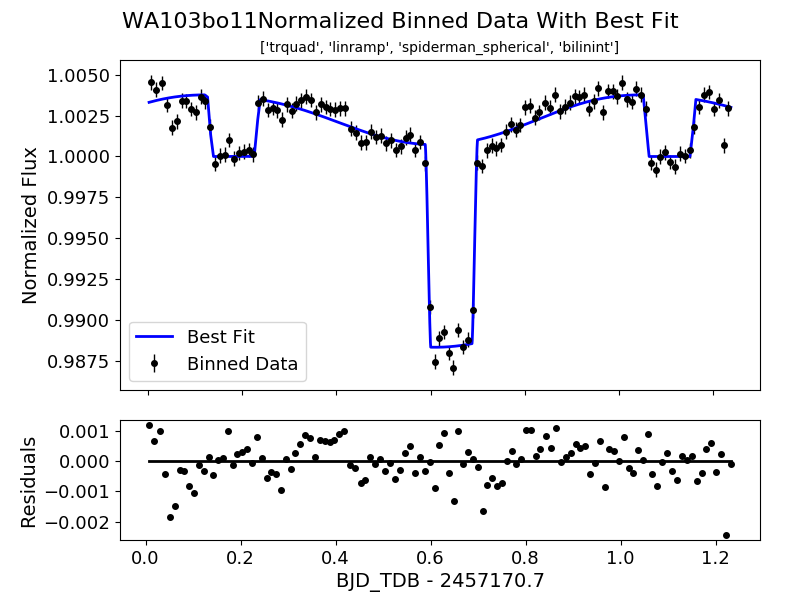 WA103bo11Normalized Binned Data With Best Fit
['trquad', 'linramp', 'spiderman_spherical', 'bilinint']
1.0050
1.0025
1.0000
0.9975
0.9950
0.9925
0.9900
0.9875
Normalized Flux
Best Fit
Binned Data
0.001
0.000
−0.001
−0.002
Residuals
0.0 0.2 0.4 0.6 0.8 1.0 1.2
BJD_TDB - 2457170.7